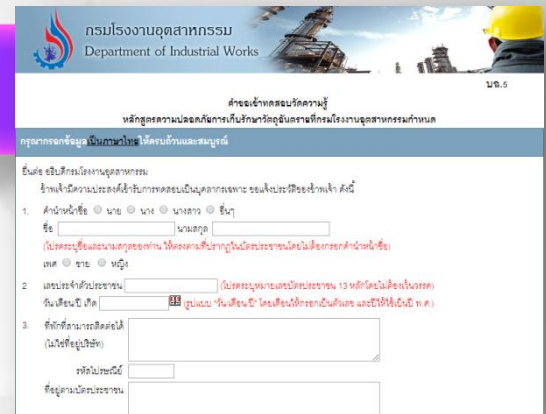 กรมโรงงานอุตสาหกรรม
Department of Industrial Works
บฉ.5
คำขอเข้าทดสอบวัดความรู้
หลักสูตรความปลอดภัยการเก็บรักษาวัตถุอันตรายที่กรมโรงงานอุตสาหกรรมกำหนด
กรุณากรอกข้อมูลเป็นภาษาไทยให้ครบถ้วนและสมบูรณ์
ยื่นต่อ อธิบดีกรมโรงงานอุตสาหกรรม
ข้าพเจ้ามีความประสงค์เข้ารับการทดสอบเป็นบุคลากรเฉพาะ ขอแจ้งประวัติของข้าพเจ้า ดังนี้
1. คำนำหน้าชื่อ นาย นาง นางสาว อื่นๆ
ชื่อ นามสกุล
(โปรดระบุชื่อและนามสกุลของท่าน ให้ตรงตามที่ปรากฏในบัตรประชาชนโดยไม่ต้องกรอกคำนำหน้าชื่อ)
เพศ ชาย หญิง
2 เลขประจำตัวประชาชน (โปรดระบุหมายเลขบัตรประชาชน 13 หลักโดยไม่ต้องเว้นวรรค)
วัน/เดือน/ปี เกิด (รูปแบบ "วัน/เดือน/ปี" โดยเดือนให้กรอกเป็นตัวเลข และปีให้ใช้เป็นปี พ.ศ.)
3. ที่พักที่สามารถติดต่อได้
(ไม่ใช่ที่อยู่บริษัท)
รหัสไปรษณีย์
ที่อยู่ตามบัตรประชาชน